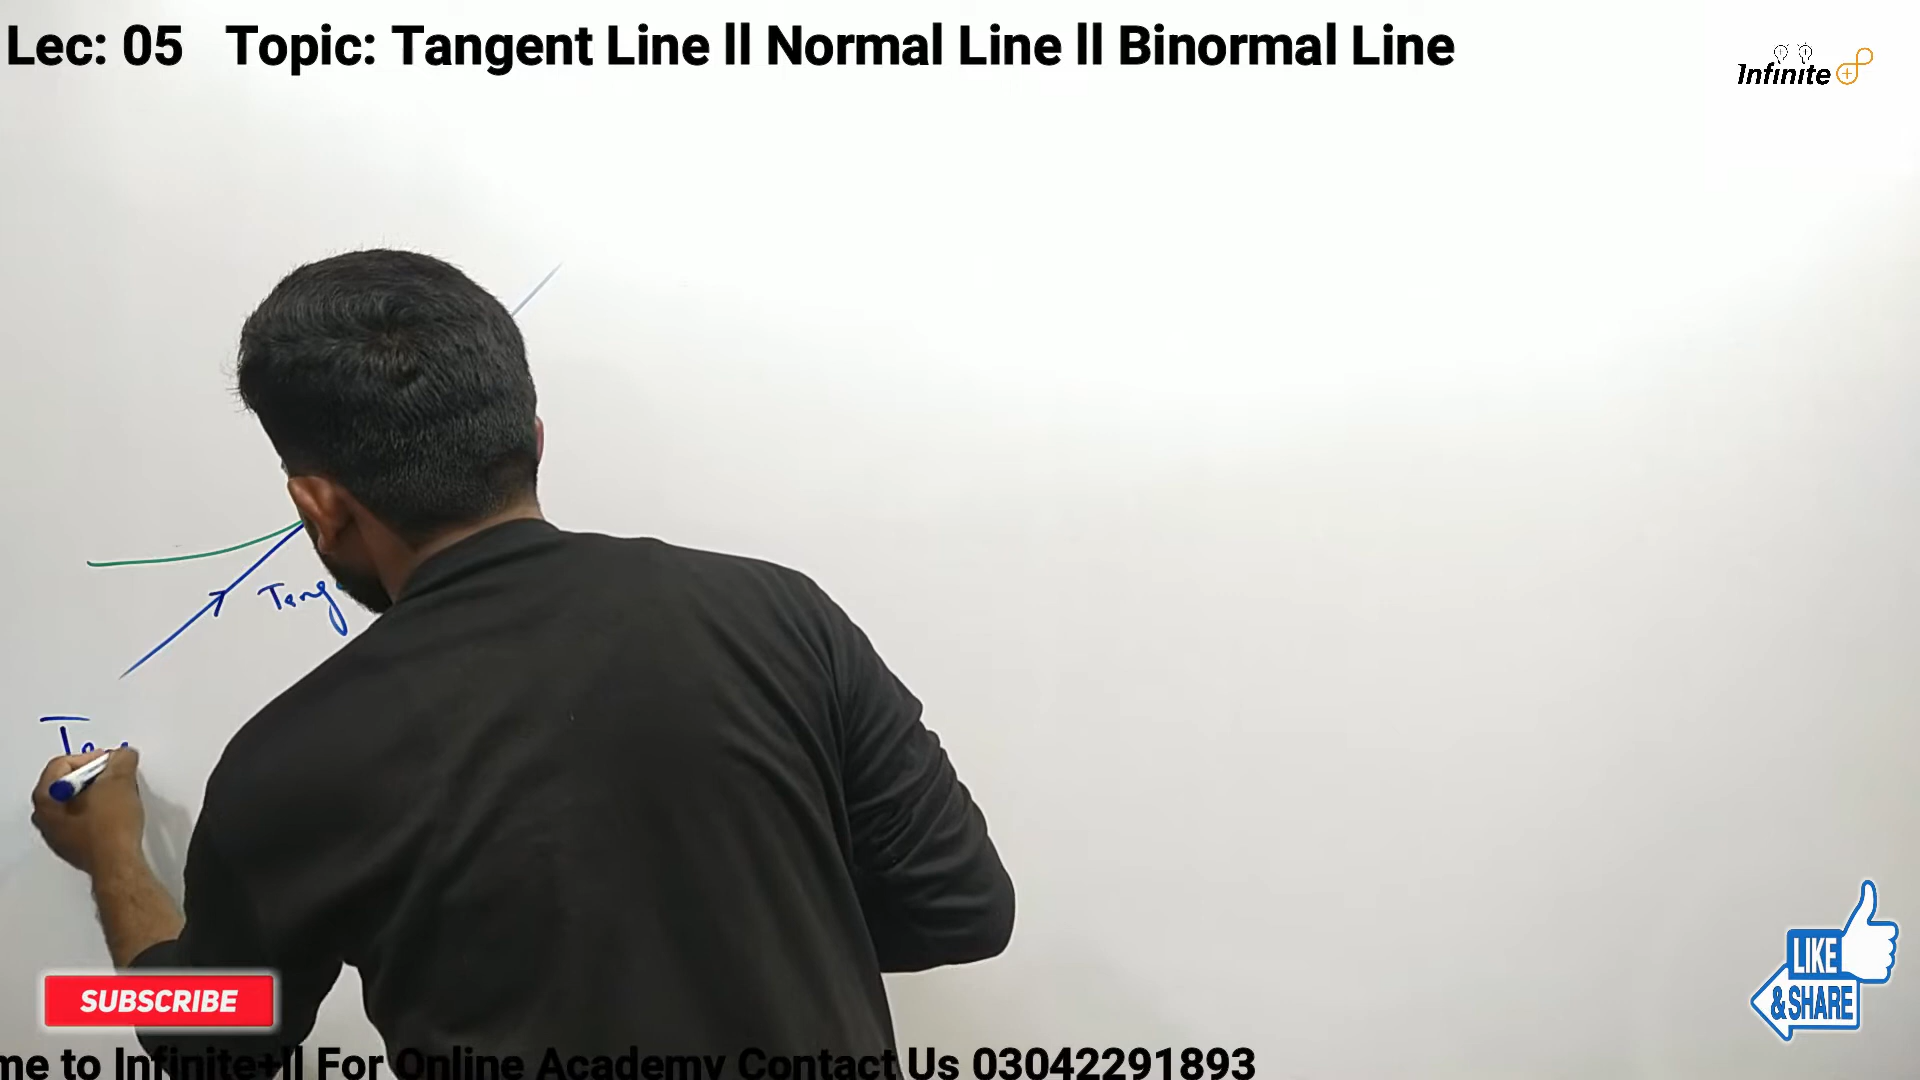 Lec: 05 Topic: Tangent Line ll Normal Line ll Binormal Line
Infinite
Tang
SUBSCRIBE
LIKE
& SHARE
me to Infinite+ll For Online Academy Contact Us 03042291893